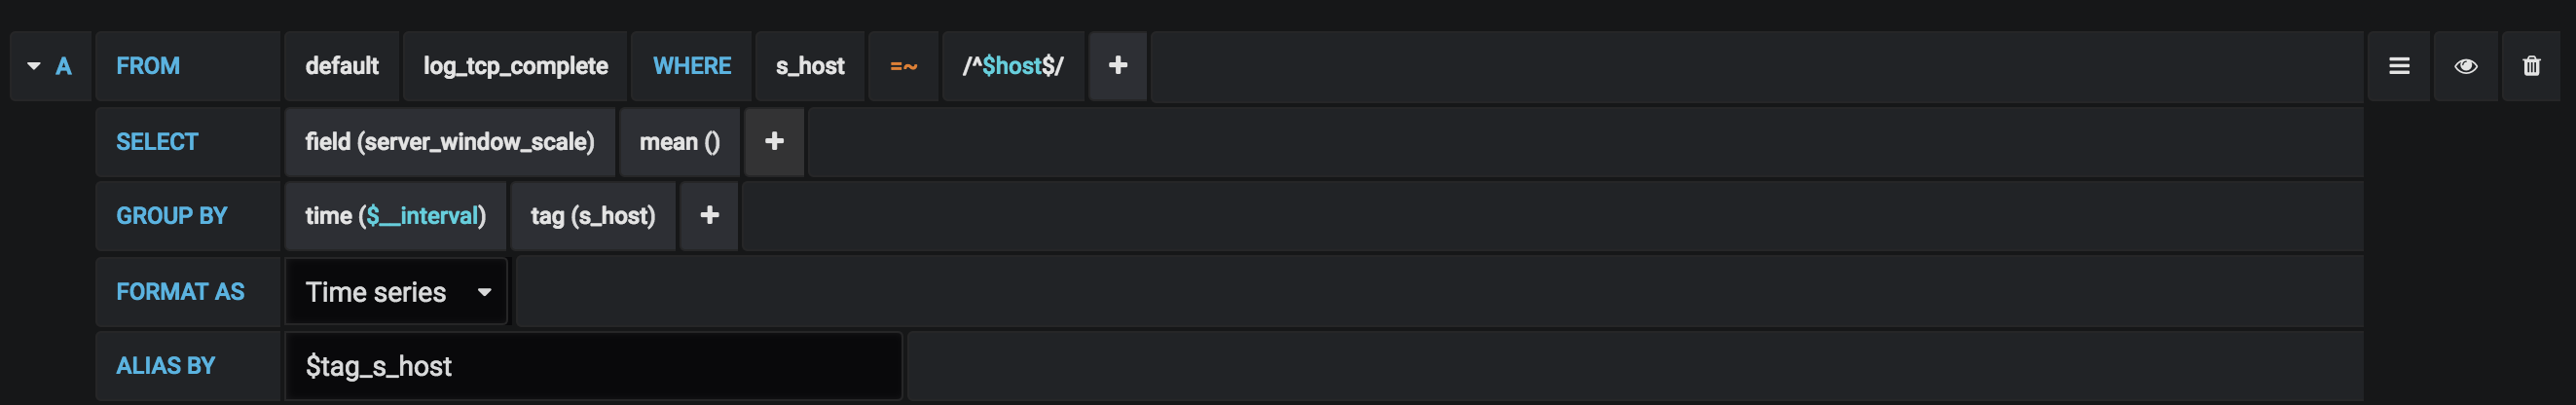 A FROM default log_tcp_complete WHERE s_host =~ /^$host$/ +
SELECT field (server_window_scale) mean () +
GROUP BY time ($__interval) tag (s_host) +
FORMAT AS Time series
ALIAS BY $tag_s_host